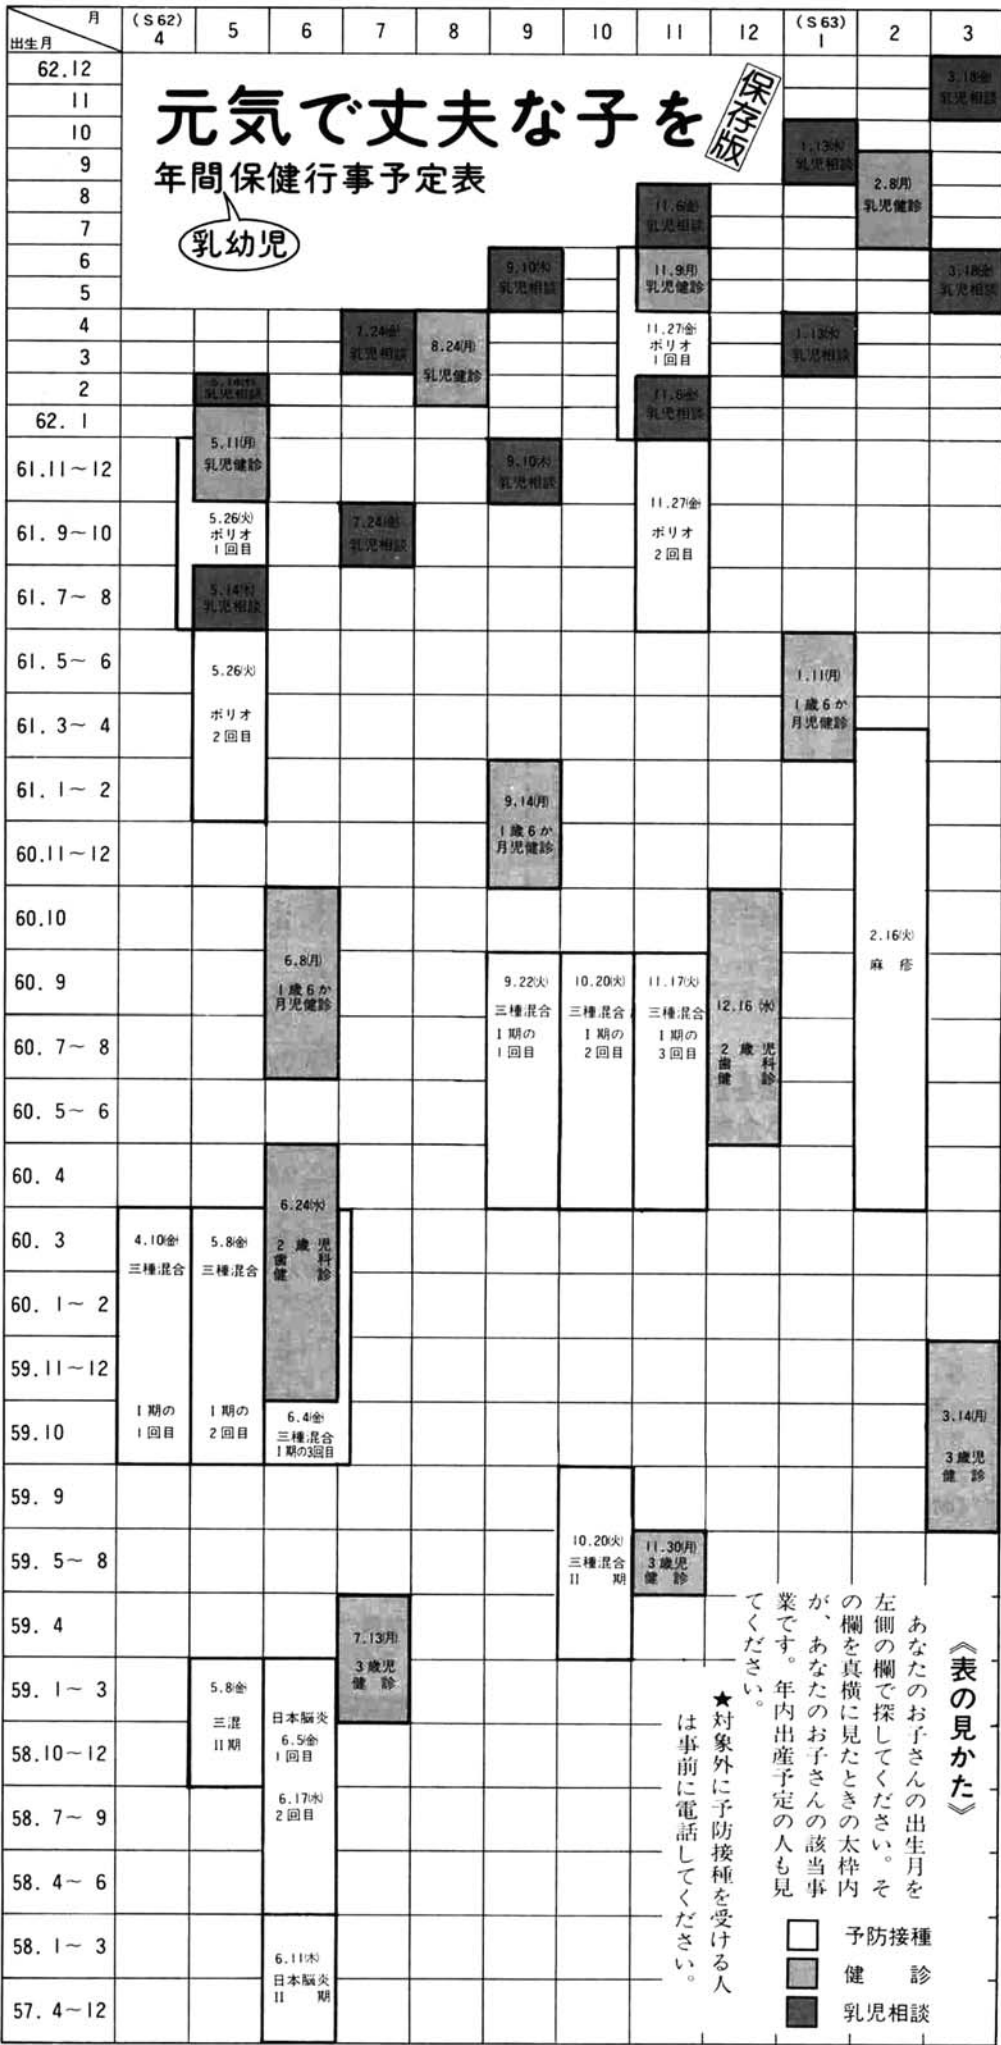 月
出生月
(S62)
4
5
6
7
8
9
10
11
12
(S63)
1
2
3
元気で丈夫な子を
保存版
年間保健行事予定表
乳幼児
62.12
11
10
9
8
7
6
5
4
3
2
62. 1
61.11～12
61. 9～10
61. 7～ 8
61. 5～ 6
61. 3～ 4
61. 1～ 2
60.11～12
60.10
60. 9
60. 7～ 8
60. 5～ 6
60. 4
60. 3
60. 1～ 2
59.11～12
59.10
59. 9
59. 5～ 8
59. 4
59. 1～ 3
58.10～12
58. 7～ 9
58. 4～ 6
58. 1～ 3
57. 4～12
4.10㈮
三種混合
1期の
1回目
5.14㈭
乳児相談
5.11㈪
乳児健診
5.26㈫
ポリオ
1回目
5.14㈭
乳児相談
5.26㈫
ポリオ
2回目
5.8㈮
三種混合
1期の
2回目
5.8㈮
三混
II期
6.8㈪
1歳6か
月児健診
6.24㈬
2歳児
歯科
健診
6.4㈮
三種混合
1期の3回目
日本脳炎
6.5㈮
1回目
6.17㈬
2回目
6.11㈭
日本脳炎
II 期
7.24㈮
乳児相談
7.24㈮
乳児相談
7.13㈪
3歳児
健 診
8.24㈪
乳児健診
9.10㈭
乳児相談
9.10㈭
乳児相談
9.14㈪
1歳6か
月児健診
9.22㈫
三種混合
1期の
1回目
10.20㈫
三種混合
1期の
2回目
10.20㈫
三種混合
II 期
11.6㈮
乳児相談
11.9㈪
乳児健診
11.27㈮
ポリオ
1回目
11.6㈮
乳児相談
11.27㈮
ポリオ
2回目
11.17㈫
三種混合
1期の
3回目
11.30㈪
3歳児
健 診
12.16㈬
2歳児
歯科
健診
1.13㈬
乳児相談
1.13㈬
乳児相談
1.11㈪
1歳6か
月児健診
2.8㈪
乳児健診
2.16㈫
麻 疹
3.18㈮
乳児相談
3.18㈮
乳児相談
3.14㈪
3歳児
健 診
《表の見かた》
あなたのお子さんの出生月を
左側の欄で探してください。そ
の欄を真横に見たときの太枠内
が、あなたのお子さんの該当事
業です。年内出産予定の人も見
てください。
★対象外に予防接種を受ける人
は事前に電話してください。
予防接種
健 診
乳児相談